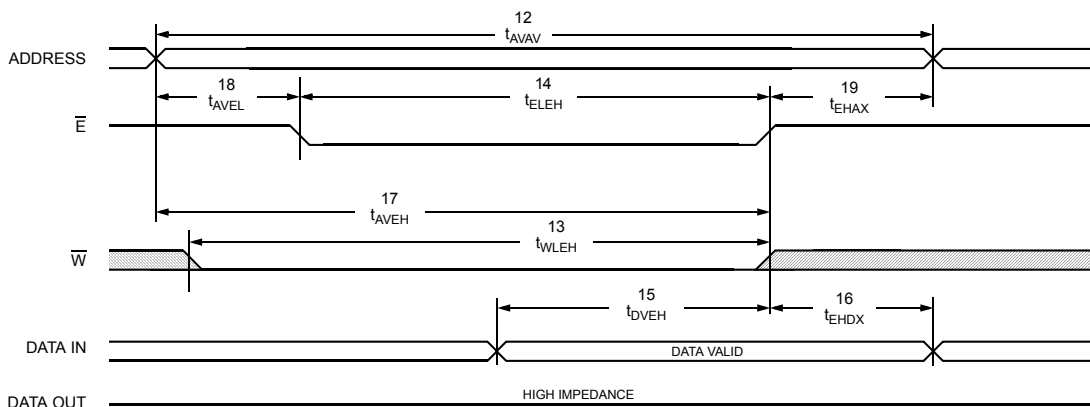 12
tAVAV
ADDRESS
18
tAVEL
14
tELEH
19
tEHAX
E̅
17
tAVEH
13
tWLEH
W̅
15
tDVEH
16
tEHDX
DATA IN
DATA VALID
DATA OUT
HIGH IMPEDANCE